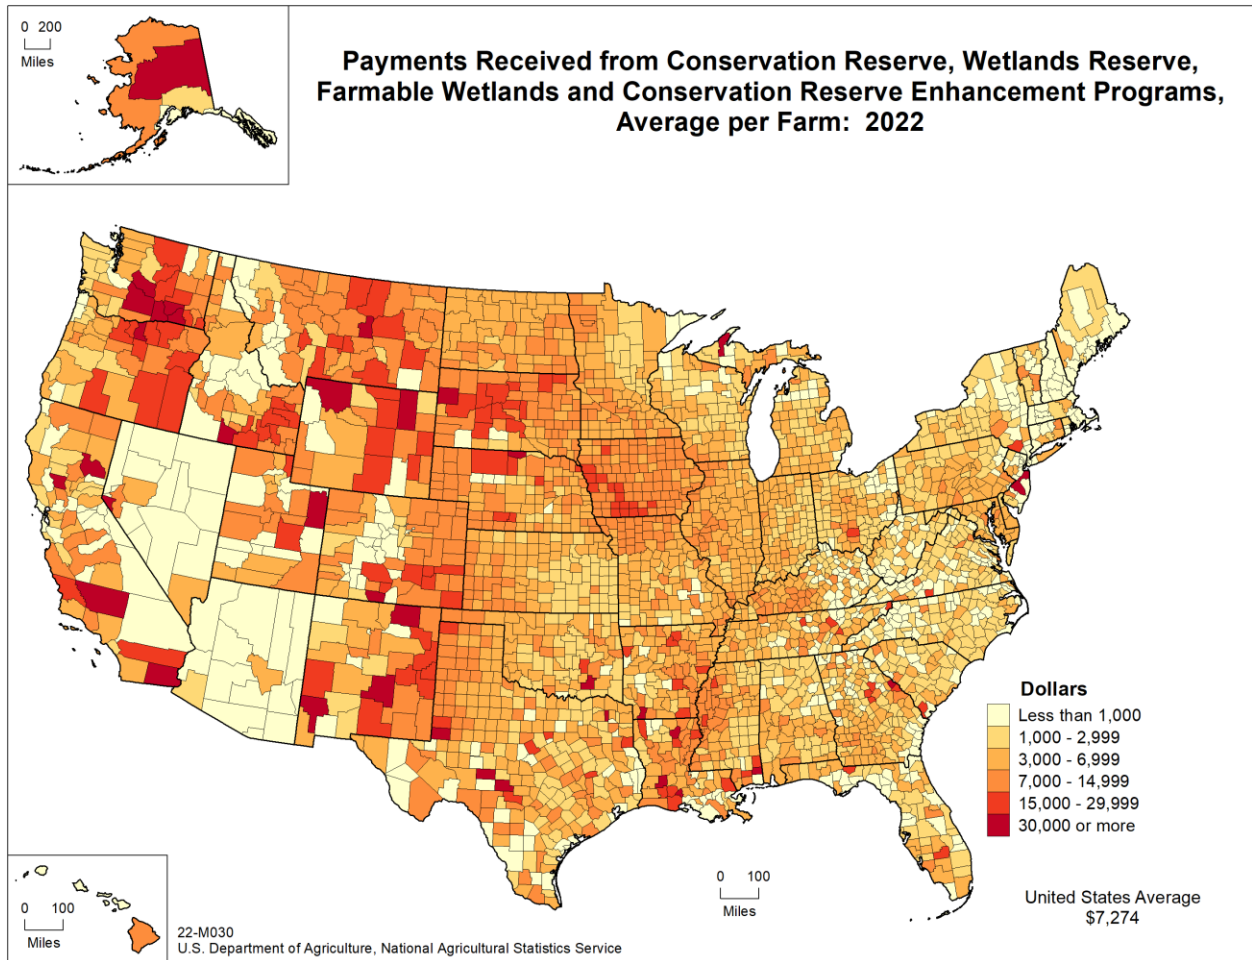 0 200
Miles
Payments Received from Conservation Reserve, Wetlands Reserve,
Farmable Wetlands and Conservation Reserve Enhancement Programs,
Average per Farm: 2022
Dollars
Less than 1,000
1,000 - 2,999
3,000 - 6,999
7,000 - 14,999
15,000 - 29,999
30,000 or more
0 100
Miles
United States Average
$7,274
0 100
Miles
22-M030
U.S. Department of Agriculture, National Agricultural Statistics Service